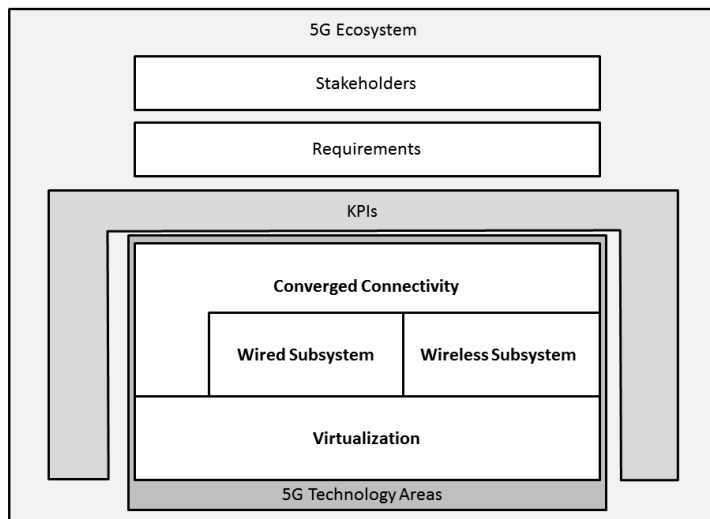 5G Ecosystem
Stakeholders
Requirements
KPIs
Converged Connectivity
Wired Subsystem
Wireless Subsystem
Virtualization
5G Technology Areas